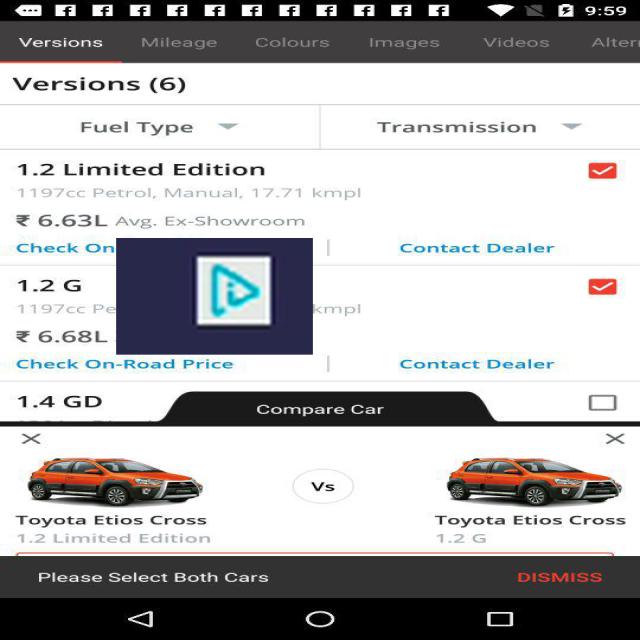 9:59
Versions Mileage Colours Images Videos Alter
Versions (6)
Fuel Type Transmission
1.2 Limited Edition
1197cc Petrol, Manual, 17.71 kmpl
₹ 6.63L Avg. Ex-Showroom
Check On Contact Dealer
1.2 G
1197cc Pe kmpl
₹ 6.68L
Check On-Road Price Contact Dealer
1.4 GD
Compare Car
Vs
Toyota Etios Cross Toyota Etios Cross
1.2 Limited Edition 1.2 G
Please Select Both Cars DISMISS